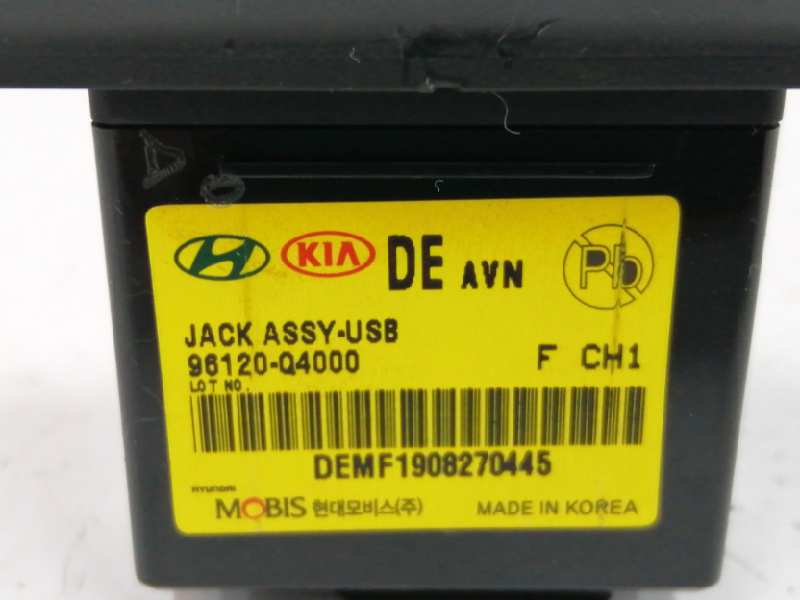 KIA DE AVN Pb
JACK ASSY-USB
96120-Q4000 F CH1
LOT NO.
DEMF1908270445
HYUNDAI
MOBIS 현대모비스(주) MADE IN KOREA